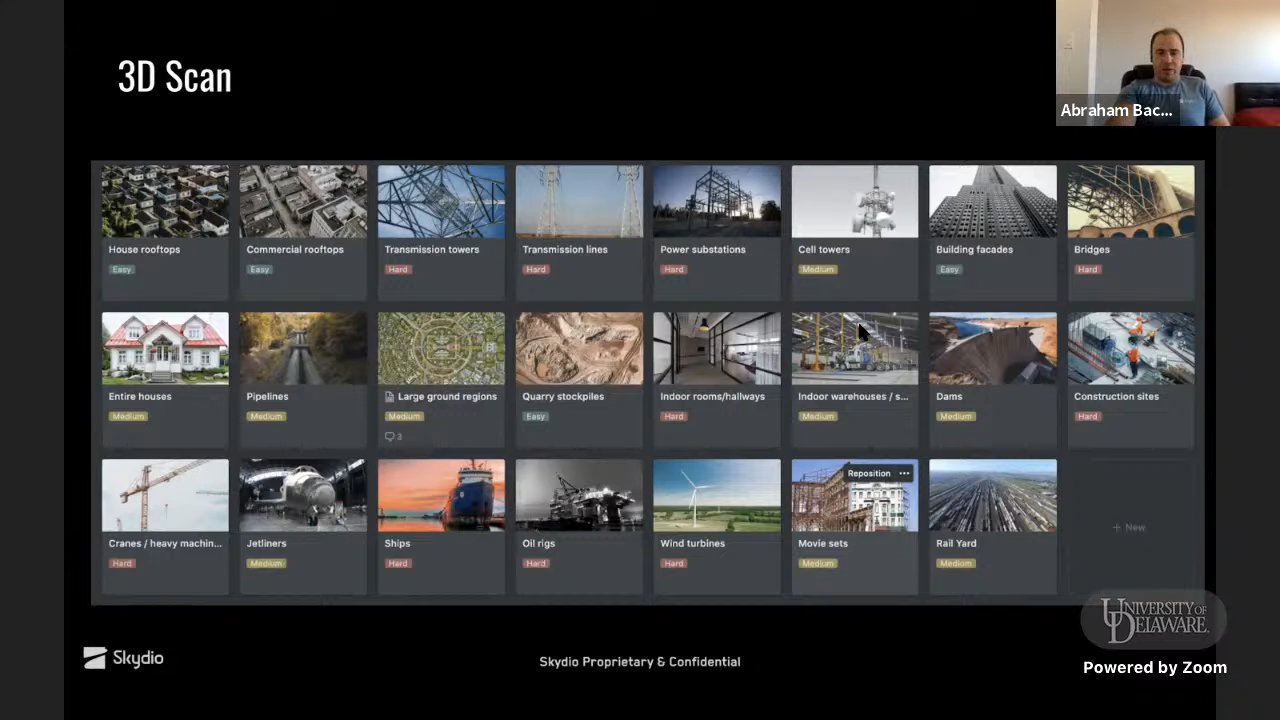 3D Scan
Abraham Bac...
House rooftops
Easy
Commercial rooftops
Easy
Transmission towers
Hard
Transmission lines
Hard
Power substations
Hard
Cell towers
Medium
Building facades
Easy
Bridges
Hard
Entire houses
Medium
Pipelines
Medium
Large ground regions
Medium
3
Quarry stockpiles
Easy
Indoor rooms/hallways
Hard
Indoor warehouses / s...
Medium
Dams
Medium
Construction sites
Hard
Cranes / heavy machin...
Hard
Jetliners
Medium
Ships
Hard
Oil rigs
Hard
Wind turbines
Hard
Reposition •••
Movie sets
Medium
Rail Yard
Medium
+ New
Skydio
Skydio Proprietary & Confidential
UNIVERSITY OF
DELAWARE
Powered by Zoom